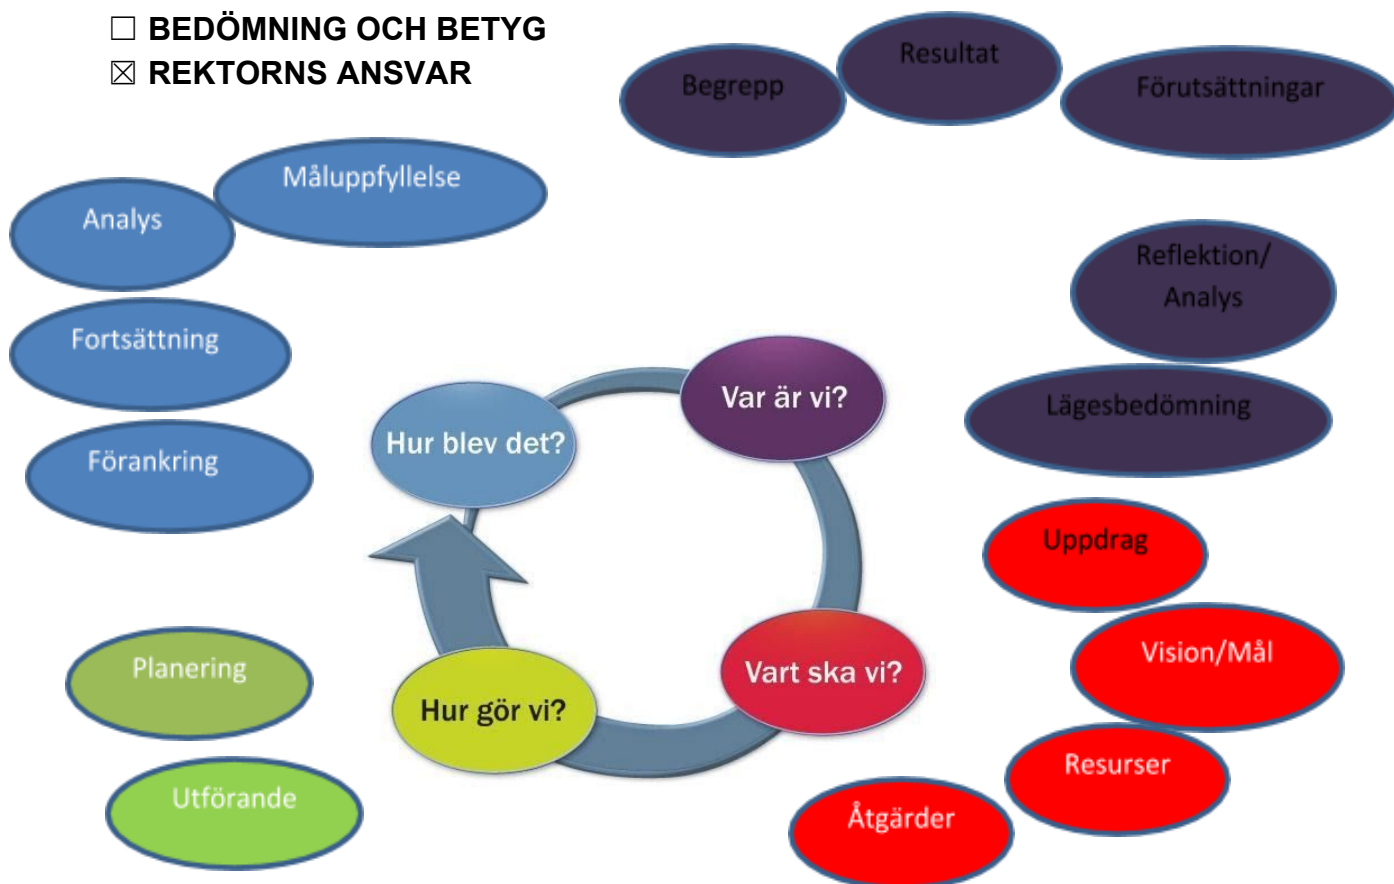 ☐ BEDÖMNING OCH BETYG
☒ REKTORNS ANSVAR
Begrepp
Resultat
Förutsättningar
Måluppfyllelse
Analys
Reflektion/
Analys
Fortsättning
Var är vi?
Lägesbedömning
Hur blev det?
Förankring
Uppdrag
Planering
Vart ska vi?
Vision/Mål
Hur gör vi?
Resurser
Utförande
Åtgärder